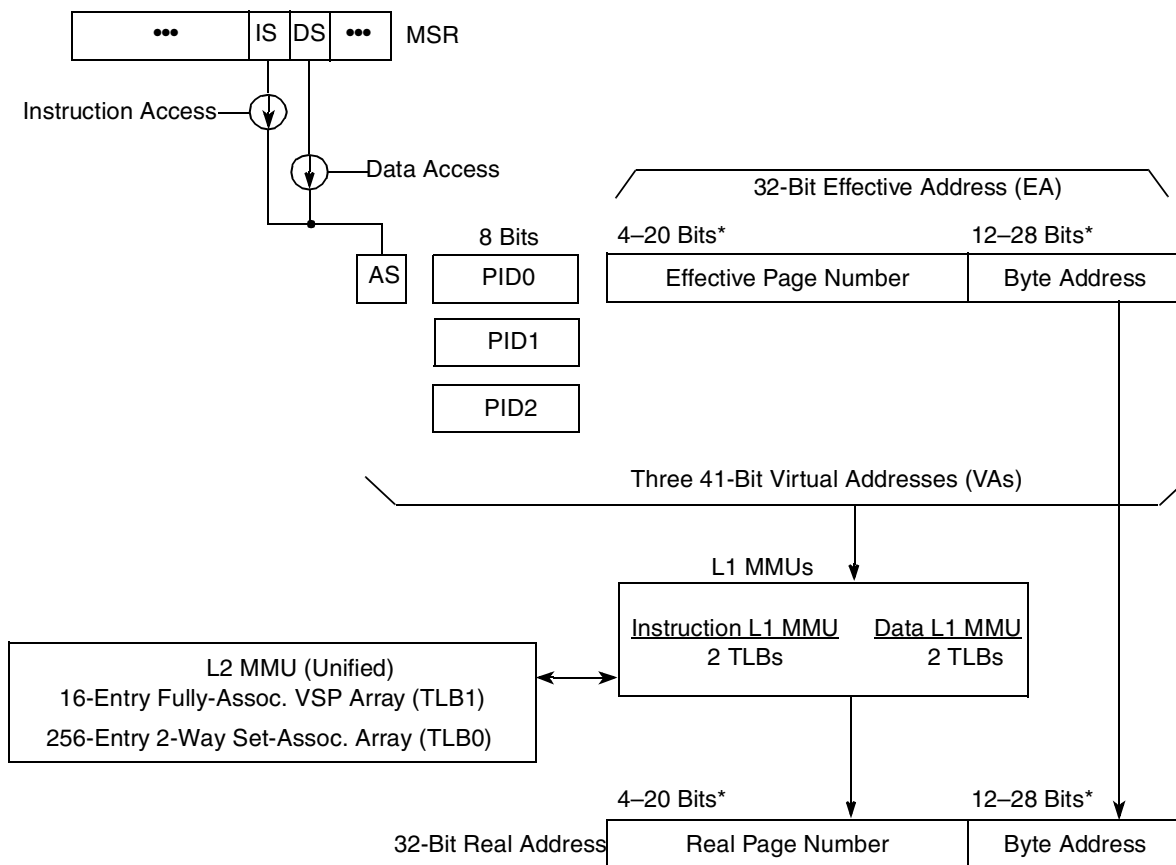 ••• IS DS ••• MSR
Instruction Access
Data Access
32-Bit Effective Address (EA)
8 Bits 4–20 Bits* 12–28 Bits*
AS PID0 Effective Page Number Byte Address
PID1
PID2
Three 41-Bit Virtual Addresses (VAs)
L1 MMUs
Instruction L1 MMU Data L1 MMU
2 TLBs 2 TLBs
L2 MMU (Unified)
16-Entry Fully-Assoc. VSP Array (TLB1)
256-Entry 2-Way Set-Assoc. Array (TLB0)
4–20 Bits* 12–28 Bits*
32-Bit Real Address Real Page Number Byte Address